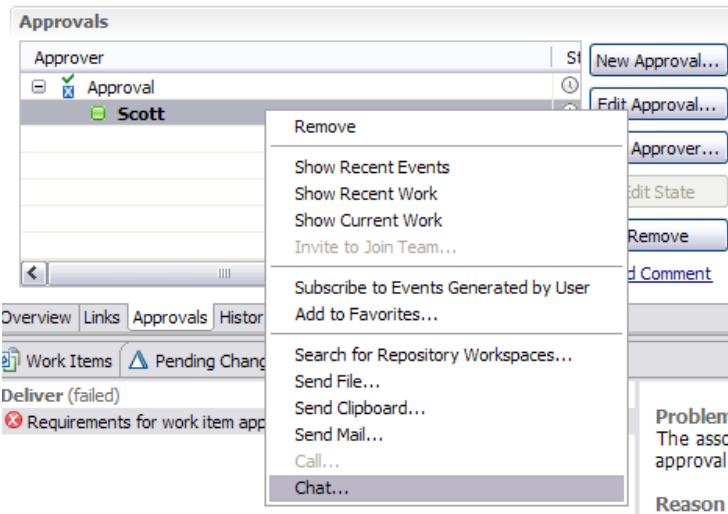 Approvals
Approver St
New Approval...
Approval
Edit Approval...
Scott
Remove
Approver...
Show Recent Events
Show Recent Work
Edit State
Show Current Work
Remove
Invite to Join Team...
Comment
Subscribe to Events Generated by User
Add to Favorites...
Overview Links Approvals Histor
Search for Repository Workspaces...
Work Items Pending Chang
Send File...
Deliver (failed)
Send Clipboard...
Requirements for work item app
Problem
Send Mail...
The asso
Call...
approval
Chat...
Reason